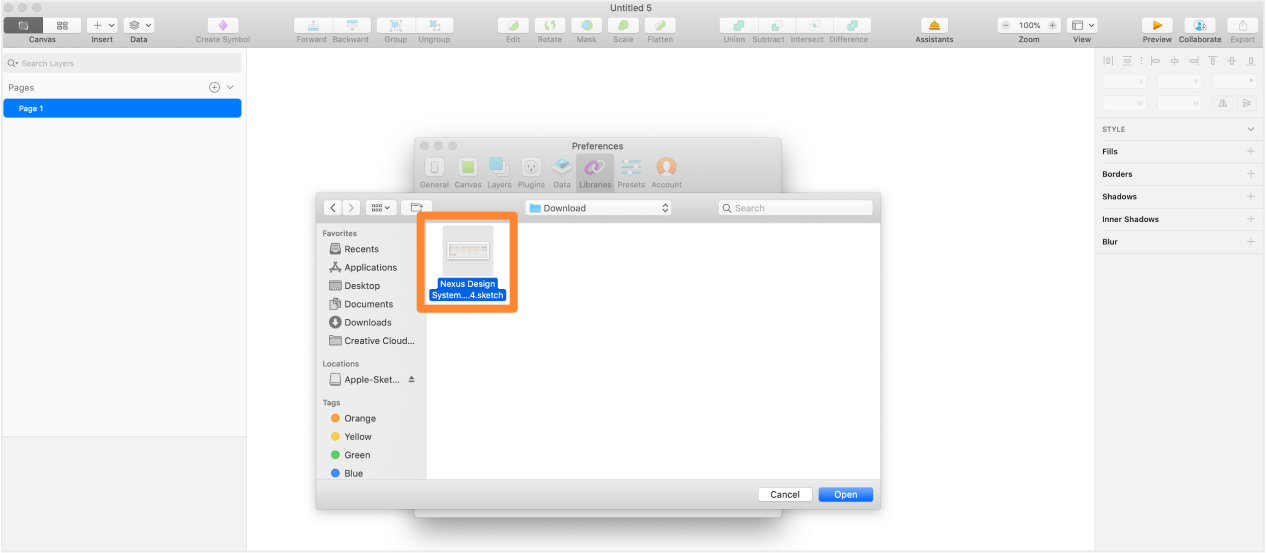 Untitled 5
Canvas Insert Data Create Symbol Forward Backward Group Ungroup Edit Rotate Mask Scale Flatten Union Subtract Intersect Difference Assistants 100% Zoom View Preview Collaborate Export
Search Layers
Pages
Page 1
Preferences
General Canvas Layers Plugins Data Libraries Presets Account
Download
Search
Favorites
Recents
Applications
Desktop
Documents
Downloads
Creative Cloud...
Locations
Apple-Sket...
Tags
Orange
Yellow
Green
Blue
Nexus Design
System....4.sketch
Cancel Open
X Y °
W H
STYLE
Fills
Borders
Shadows
Inner Shadows
Blur